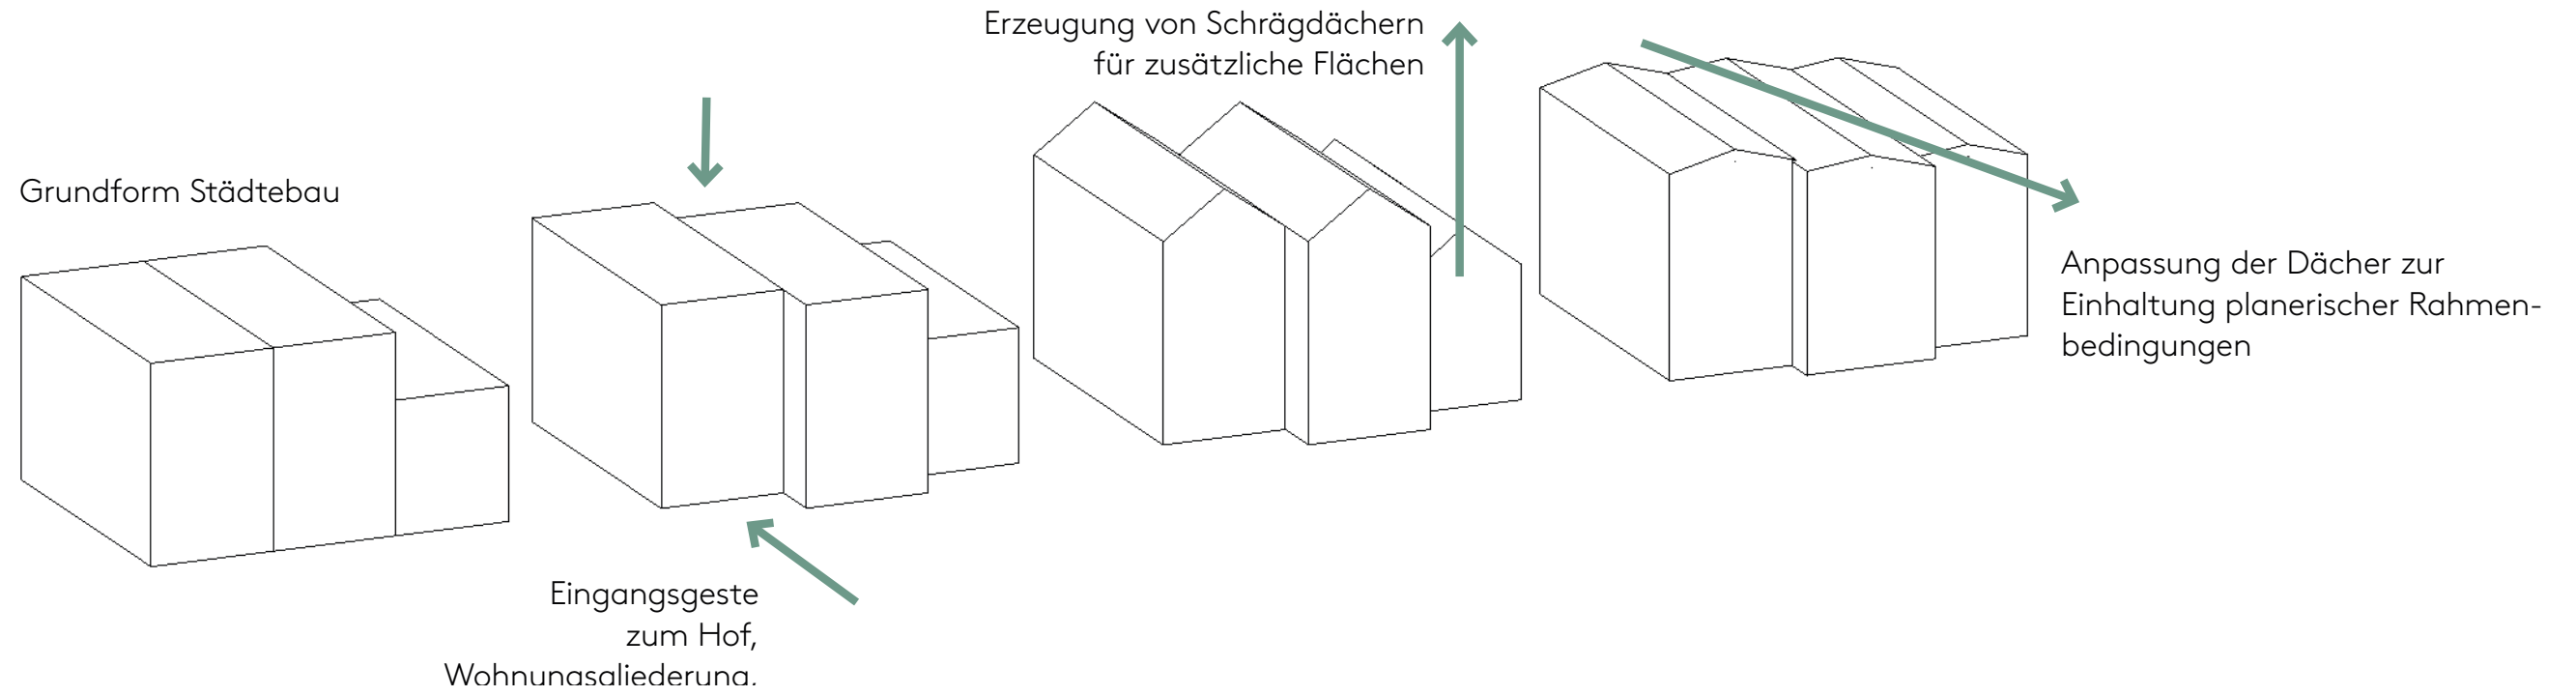 Grundform Städtebau
Eingangsgeste
zum Hof,
Wohnungsgliederung,
Erzeugung von Schrägdächern
für zusätzliche Flächen
Anpassung der Dächer zur
Einhaltung planerischer Rahmen-
bedingungen